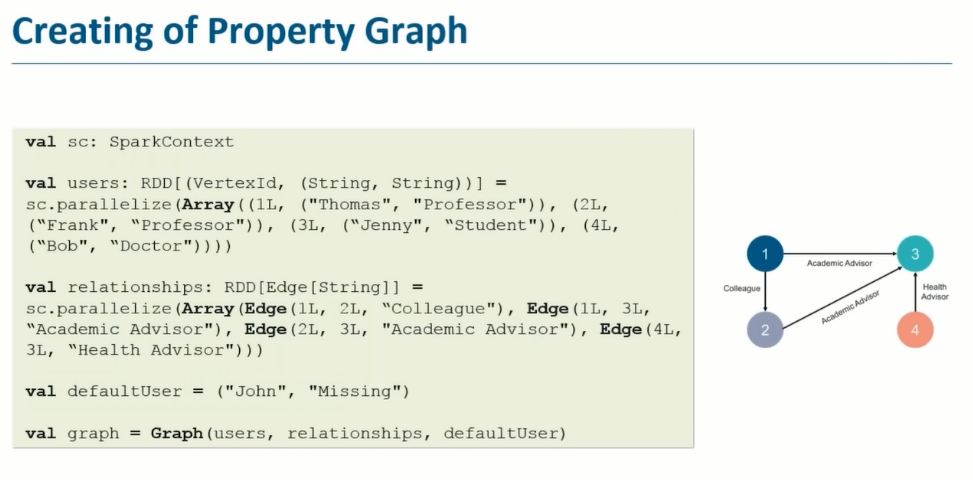 Creating of Property Graph
val sc: SparkContext
val users: RDD[(VertexId, (String, String))] =
sc.parallelize(Array((1L, ("Thomas", "Professor")), (2L,
(“Frank", “Professor")), (3L, (“Jenny", “Student")), (4L,
(“Bob", “Doctor"))))
val relationships: RDD[Edge[String]] =
sc.parallelize(Array(Edge(1L, 2L, “Colleague"), Edge(1L, 3L,
“Academic Advisor"), Edge(2L, 3L, "Academic Advisor"), Edge(4L,
3L, “Health Advisor")))
val defaultUser = ("John", "Missing")
val graph = Graph(users, relationships, defaultUser)
1
3
Academic Advisor
Colleague
Health
Advisor
Academic Advisor
2
4